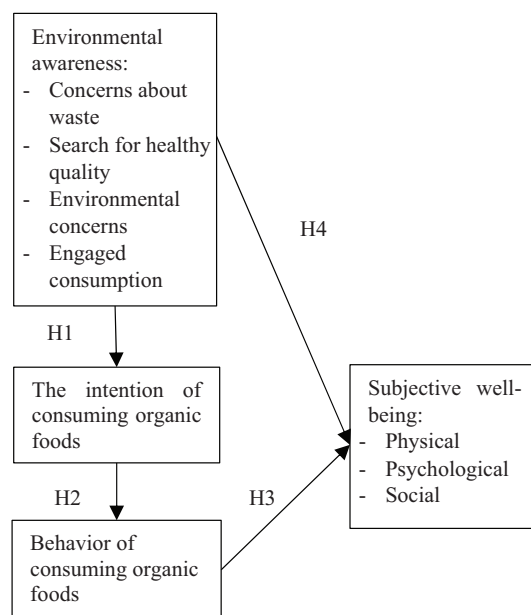 Environmental
awareness:
- Concerns about
waste
- Search for healthy
quality
- Environmental
concerns
- Engaged
consumption
H4
H1
The intention of
consuming organic
foods
Subjective well-
being:
- Physical
- Psychological
- Social
H2
H3
Behavior of
consuming organic
foods